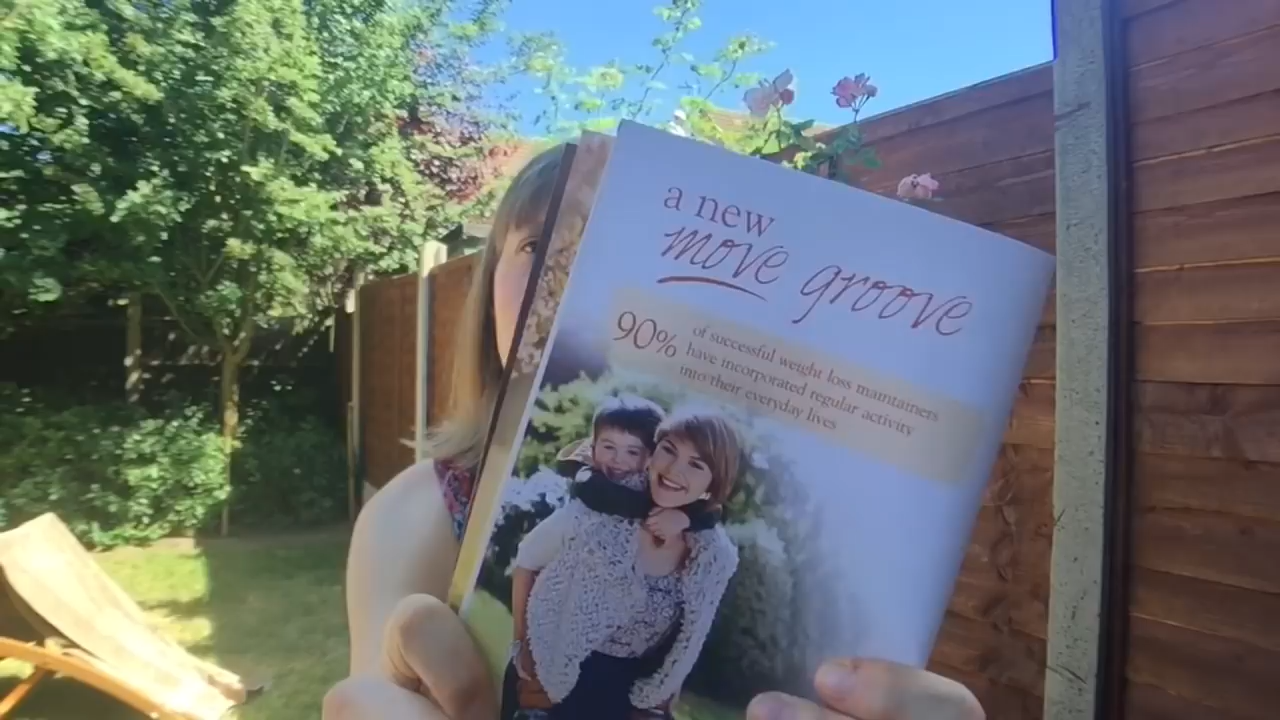 a new
move groove
90%
of successful weight loss maintainers
have incorporated regular activity
into their everyday lives